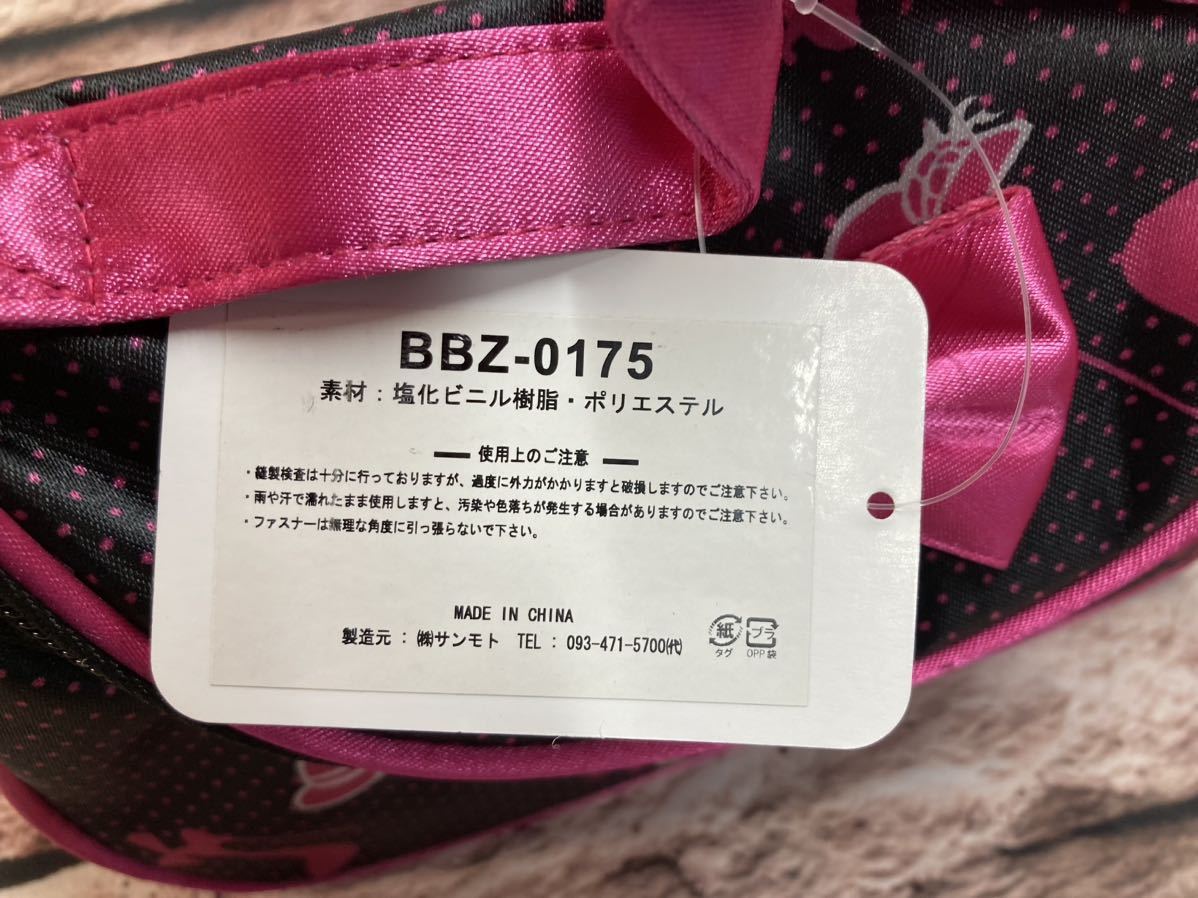 BBZ-0175
素材：塩化ビニル樹脂・ポリエステル
使用上のご注意
・縫製検査は十分に行っておりますが、過度に外力がかかりますと破損しますのでご注意下さい。
・雨や汗で濡れたまま使用しますと、汚染や色落ちが発生する場合がありますのでご注意下さい。
・ファスナーは無理な角度に引っ張らないで下さい。
MADE IN CHINA
製造元：㈱サンモト TEL：093-471-5700㈹
紙 プラ
タグ OPP袋